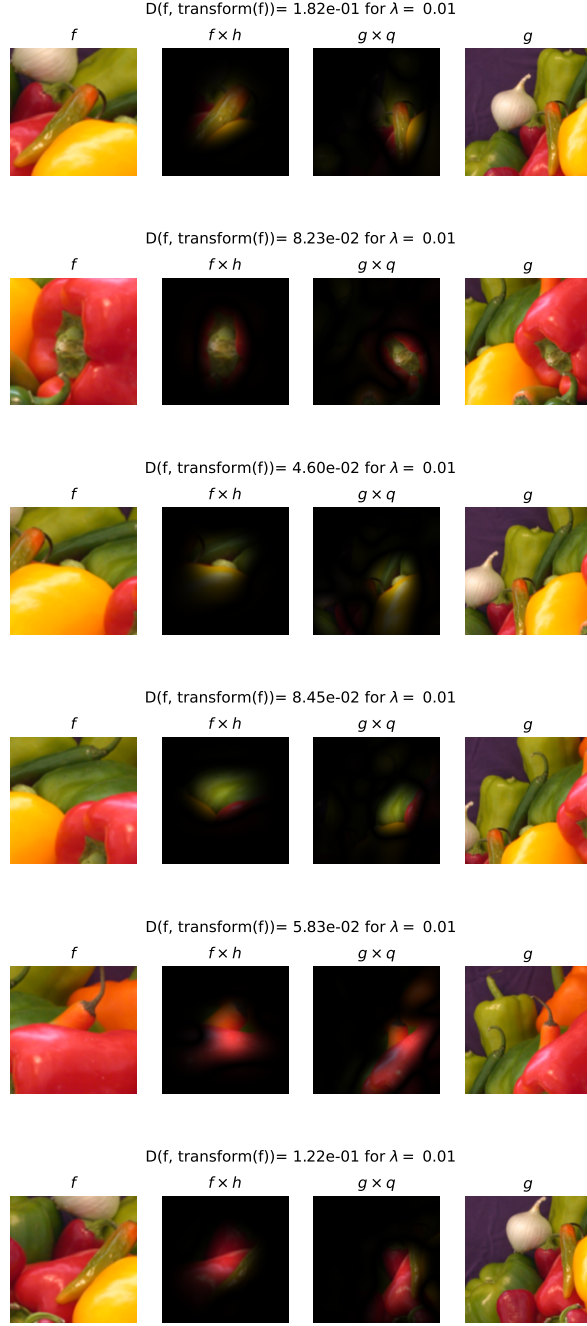 D(f, transform(f))= 1.82e-01 for λ = 0.01
f f × h g × q g
D(f, transform(f))= 8.23e-02 for λ = 0.01
f f × h g × q g
D(f, transform(f))= 4.60e-02 for λ = 0.01
f f × h g × q g
D(f, transform(f))= 8.45e-02 for λ = 0.01
f f × h g × q g
D(f, transform(f))= 5.83e-02 for λ = 0.01
f f × h g × q g
D(f, transform(f))= 1.22e-01 for λ = 0.01
f f × h g × q g